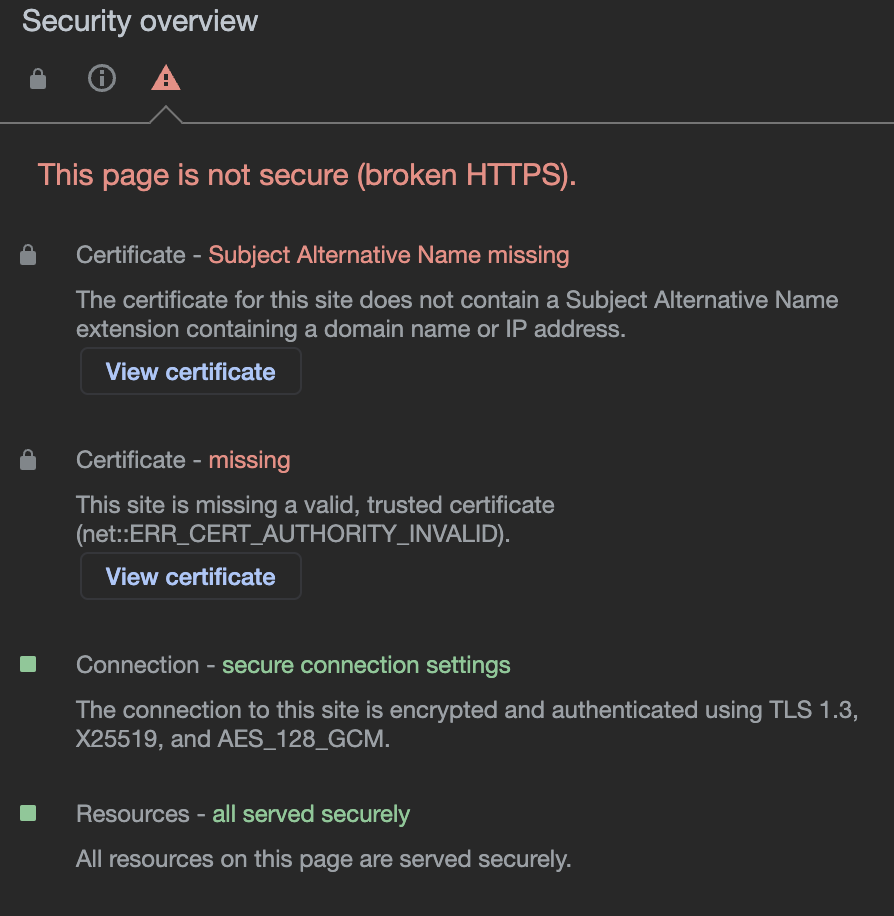 Security overview
This page is not secure (broken HTTPS).
Certificate - Subject Alternative Name missing
The certificate for this site does not contain a Subject Alternative Name
extension containing a domain name or IP address.
View certificate
Certificate - missing
This site is missing a valid, trusted certificate
(net::ERR_CERT_AUTHORITY_INVALID).
View certificate
Connection - secure connection settings
The connection to this site is encrypted and authenticated using TLS 1.3,
X25519, and AES_128_GCM.
Resources - all served securely
All resources on this page are served securely.